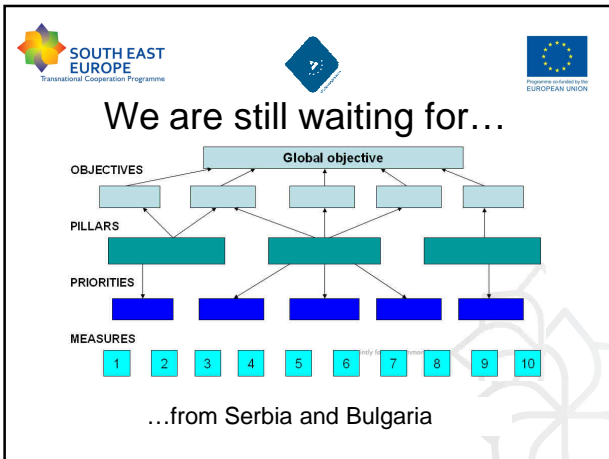 SOUTH EAST
EUROPE
Transnational Cooperation Programme
Programme co-funded by the
EUROPEAN UNION
We are still waiting for…
Global objective
OBJECTIVES
PILLARS
PRIORITIES
MEASURES
1 2 3 4 5 6 7 8 9 10
…from Serbia and Bulgaria